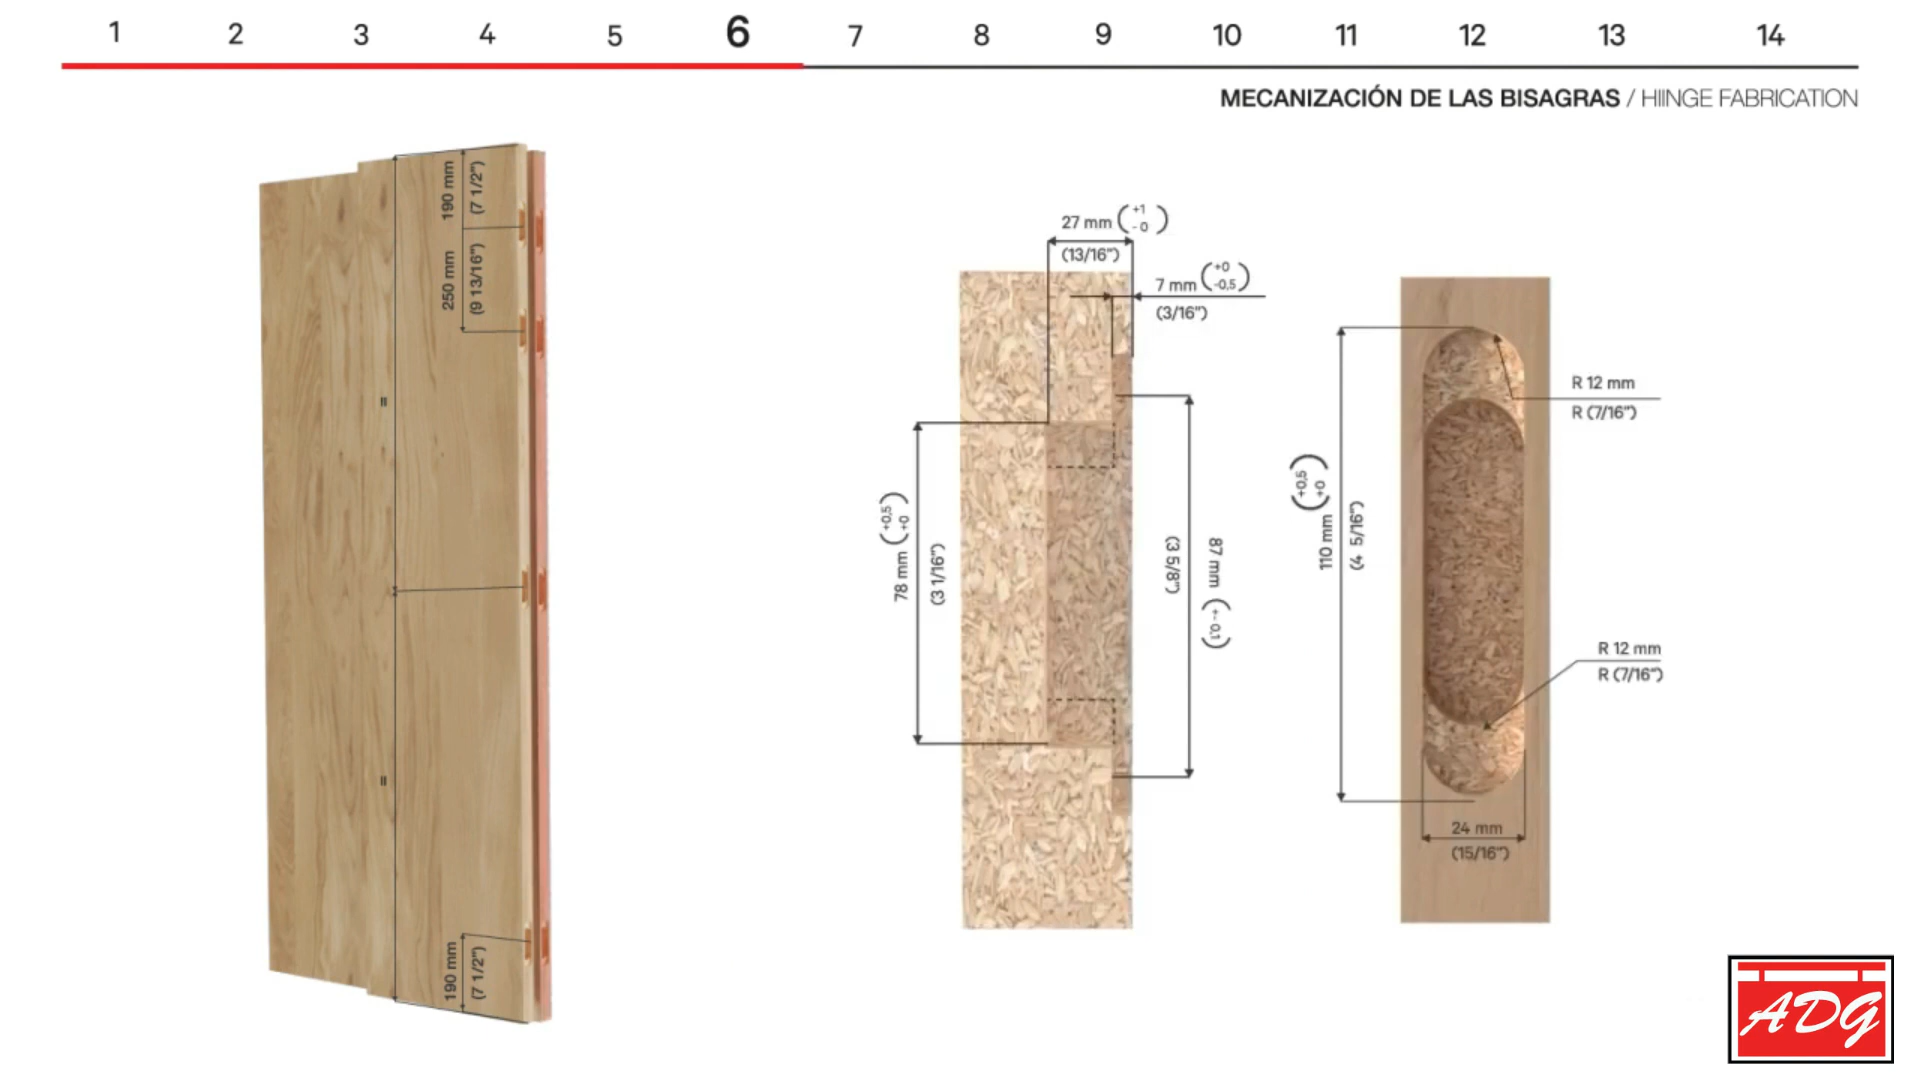 1 2 3 4 5 6 7 8 9 10 11 12 13 14
MECANIZACIÓN DE LAS BISAGRAS / HIINGE FABRICATION
190 mm
(7 1/2")
250 mm
(9 13/16")
=
=
190 mm
(7 1/2")
27 mm (+1 -0)
(13/16")
7 mm (+0 -0,5)
(3/16")
78 mm (+0,5 +0)
(3 1/16")
87 mm (+-0,1)
(3 5/8")
110 mm (+0,5 +0)
(4 5/16")
R 12 mm
R (7/16")
R 12 mm
R (7/16")
24 mm
(15/16")
ADG